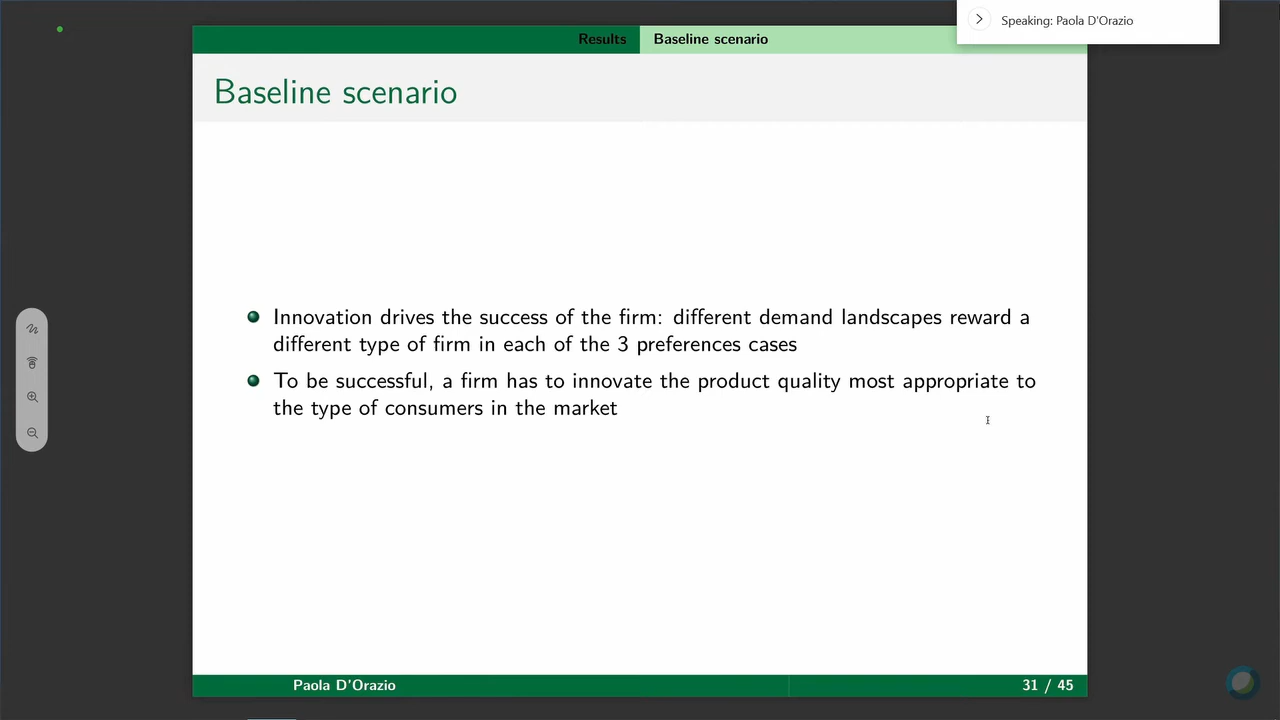 Speaking: Paola D'Orazio
Results Baseline scenario
Baseline scenario
Innovation drives the success of the firm: different demand landscapes reward a
different type of firm in each of the 3 preferences cases
To be successful, a firm has to innovate the product quality most appropriate to
the type of consumers in the market
Paola D'Orazio 31 / 45